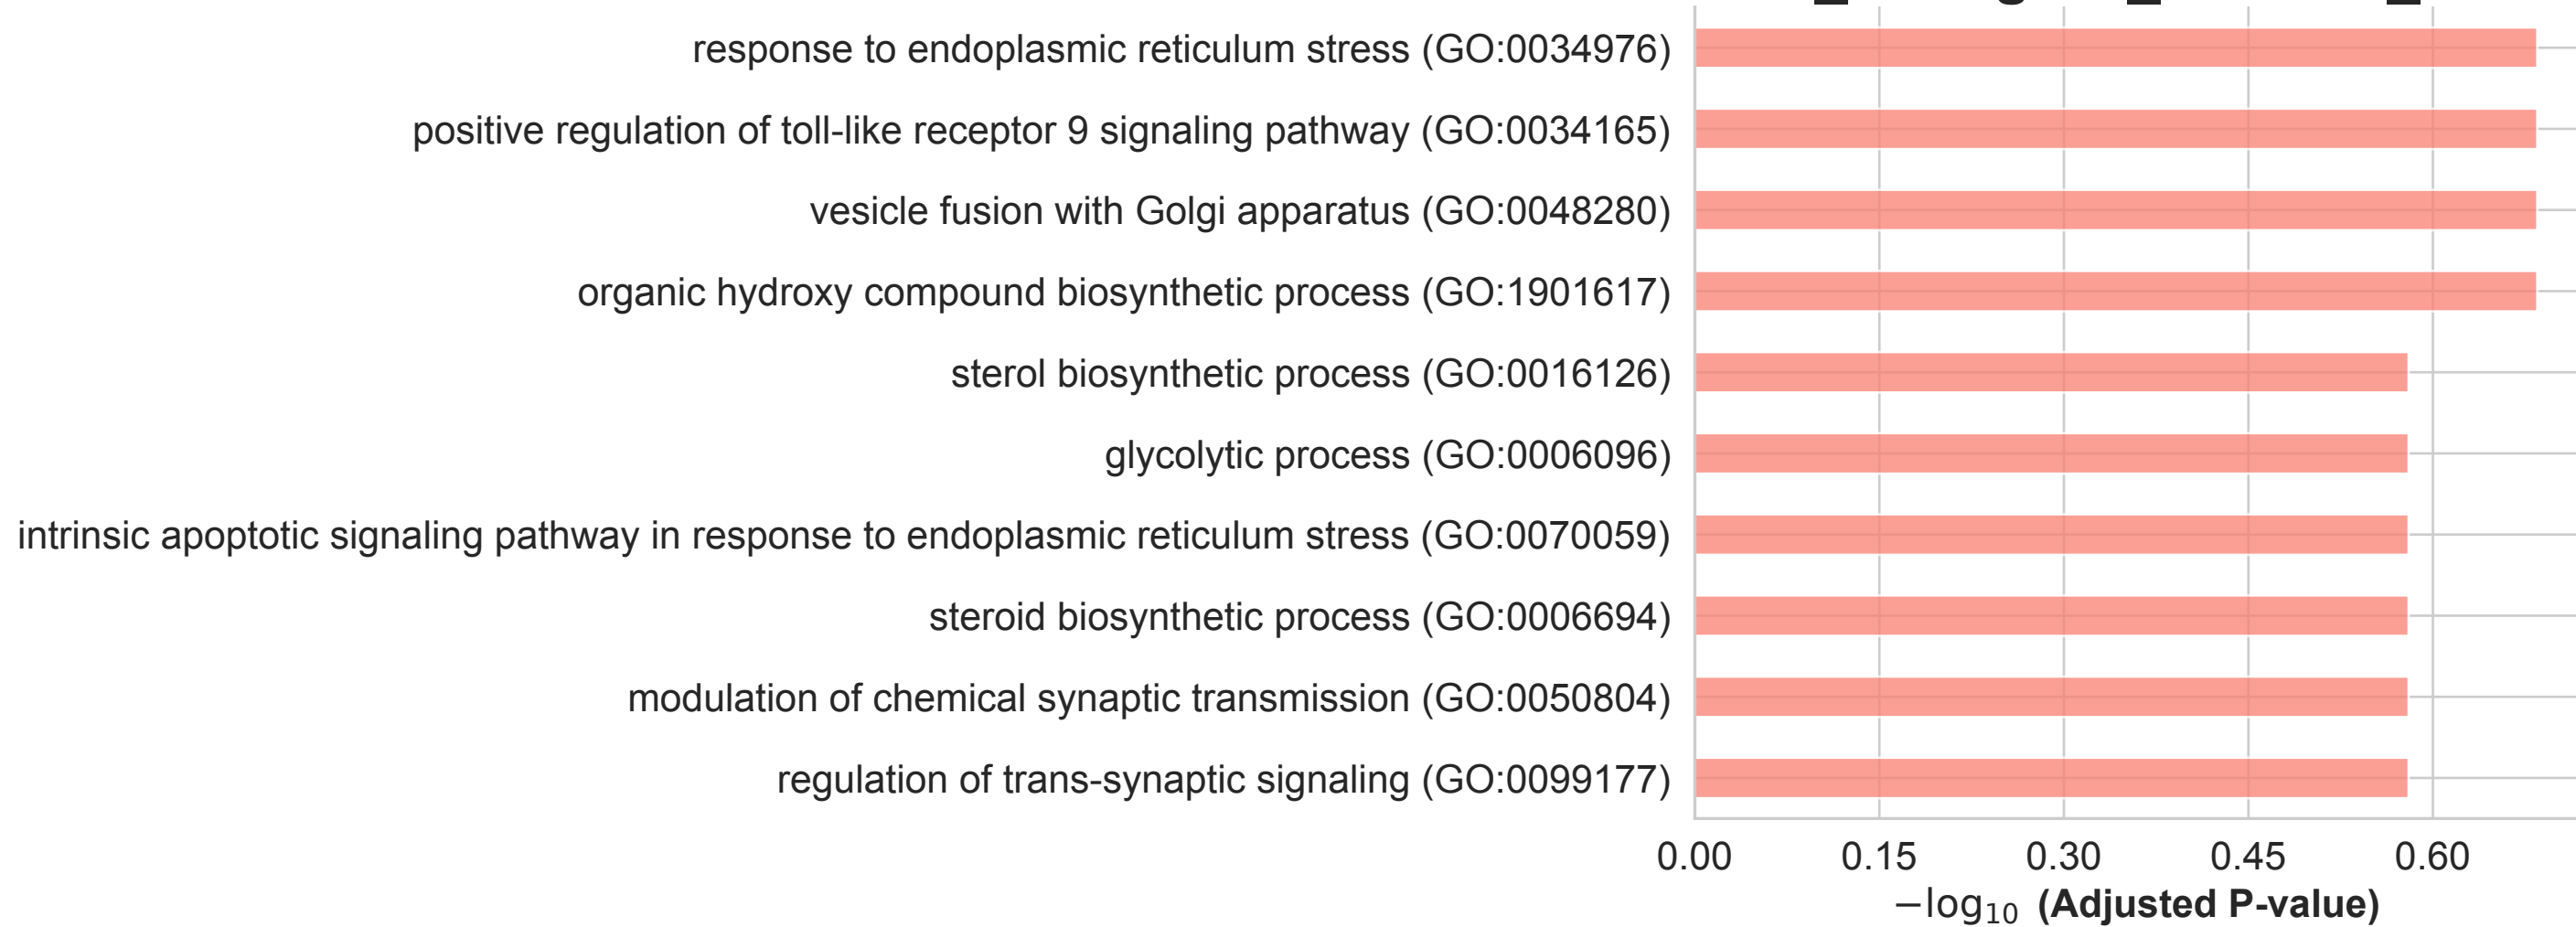 response to endoplasmic reticulum stress (GO:0034976)
positive regulation of toll-like receptor 9 signaling pathway (GO:0034165)
vesicle fusion with Golgi apparatus (GO:0048280)
organic hydroxy compound biosynthetic process (GO:1901617)
sterol biosynthetic process (GO:0016126)
glycolytic process (GO:0006096)
intrinsic apoptotic signaling pathway in response to endoplasmic reticulum stress (GO:0070059)
steroid biosynthetic process (GO:0006694)
modulation of chemical synaptic transmission (GO:0050804)
regulation of trans-synaptic signaling (GO:0099177)
0.00 0.15 0.30 0.45 0.60
−log₁₀ (Adjusted P-value)